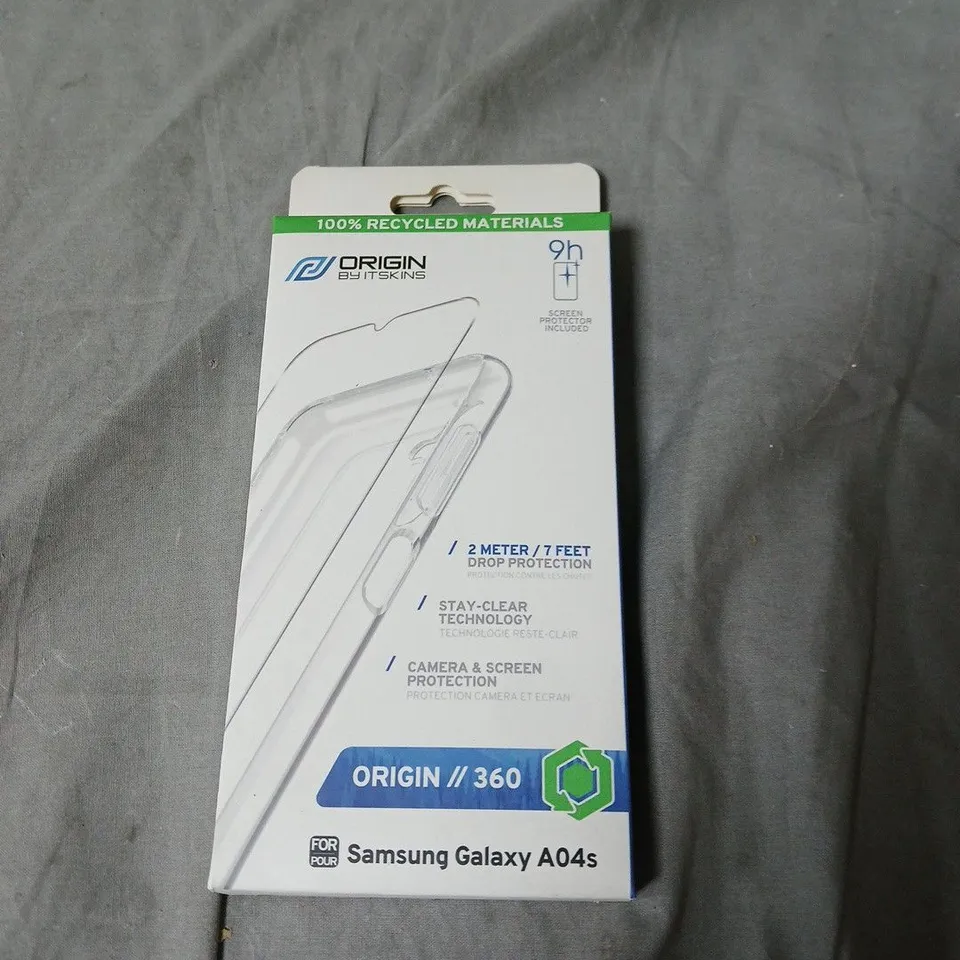 100% RECYCLED MATERIALS
ORIGIN
BY ITSKINS
9h
SCREEN
PROTECTOR
INCLUDED
/ 2 METER / 7 FEET
DROP PROTECTION
PROTECTION CONTRE LES CHUTES
/ STAY-CLEAR
TECHNOLOGY
TECHNOLOGIE RESTE-CLAIR
/ CAMERA & SCREEN
PROTECTION
PROTECTION CAMERA ET ECRAN
ORIGIN // 360
FOR
POUR
Samsung Galaxy A04s